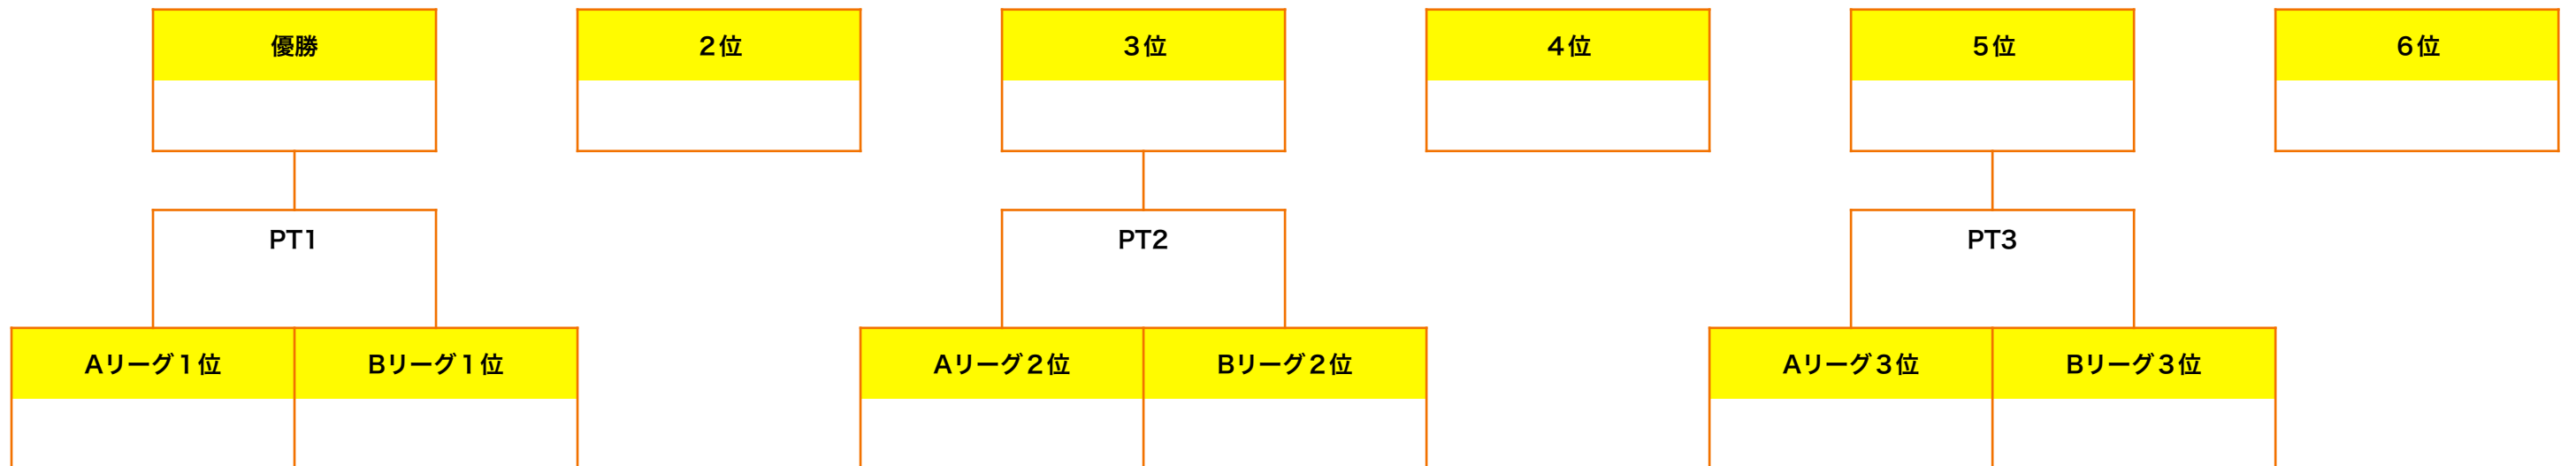 優勝
２位
３位
４位
５位
６位
PT1
PT2
PT3
Aリーグ１位
Bリーグ１位
Aリーグ２位
Bリーグ２位
Aリーグ３位
Bリーグ３位